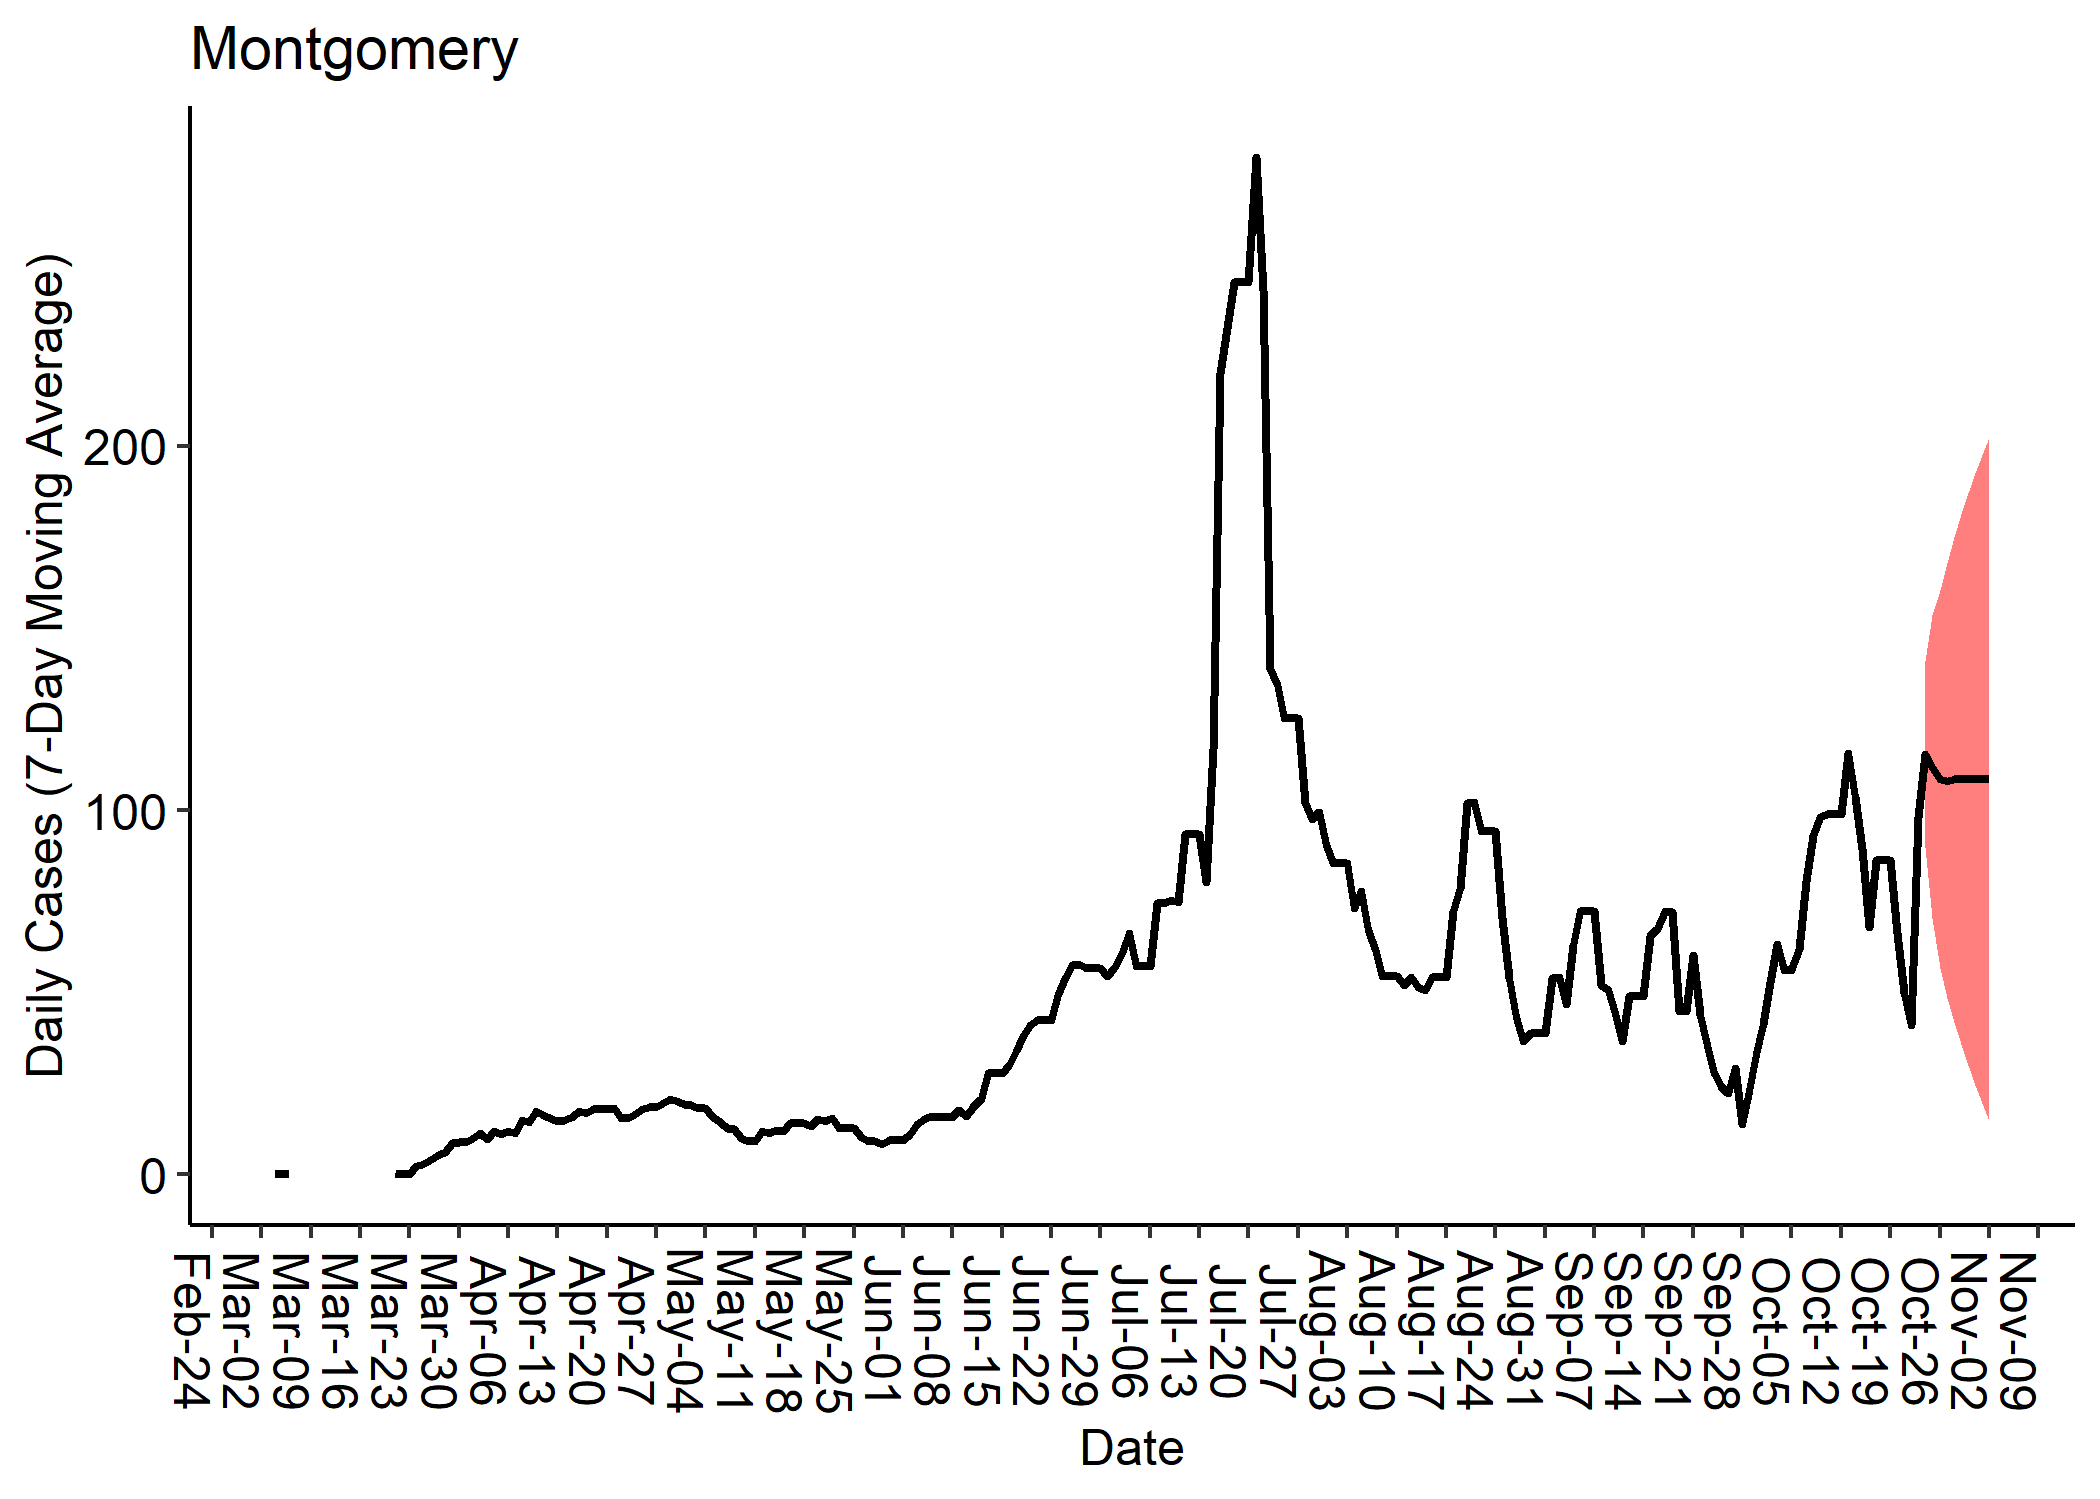 Montgomery
Daily Cases (7-Day Moving Average)
200
100
0
Feb-24
Mar-02
Mar-09
Mar-16
Mar-23
Mar-30
Apr-06
Apr-13
Apr-20
Apr-27
May-04
May-11
May-18
May-25
Jun-01
Jun-08
Jun-15
Jun-22
Jun-29
Jul-06
Jul-13
Jul-20
Jul-27
Aug-03
Aug-10
Aug-17
Aug-24
Aug-31
Sep-07
Sep-14
Sep-21
Sep-28
Oct-05
Oct-12
Oct-19
Oct-26
Nov-02
Nov-09
Date